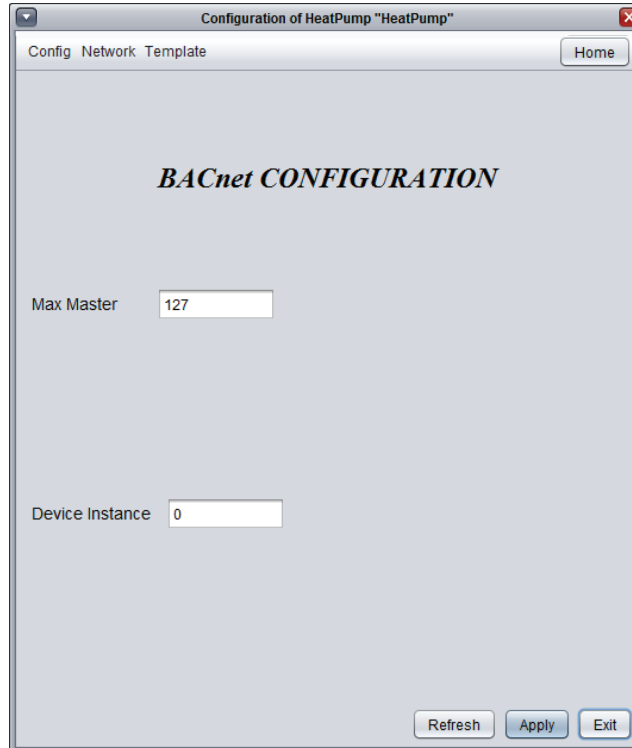 Configuration of HeatPump "HeatPump"
Config Network Template Home
BACnet CONFIGURATION
Max Master 127
Device Instance 0
Refresh Apply Exit